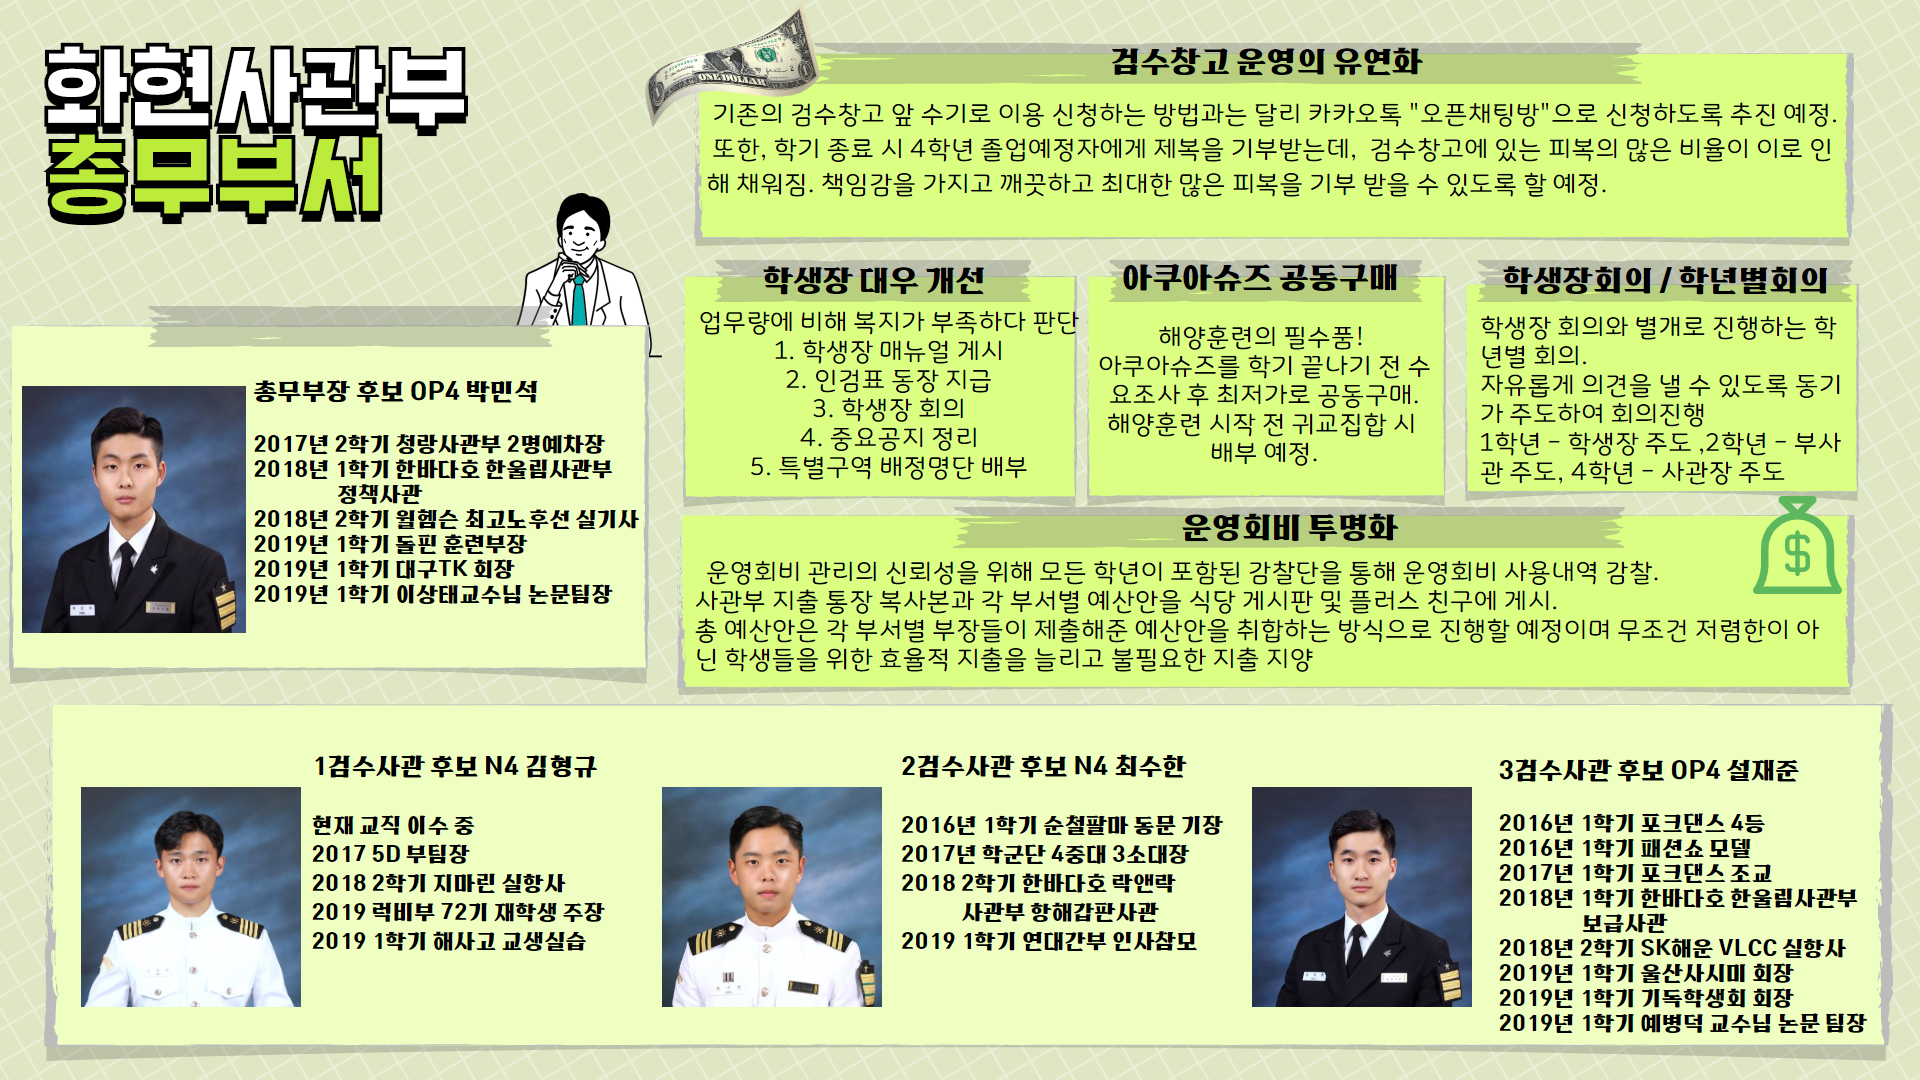 화현사관부
총무부서
ONE DOLLAR
검수창고 운영의 유연화
기존의 검수창고 앞 수기로 이용 신청하는 방법과는 달리 카카오톡 "오픈채팅방"으로 신청하도록 추진 예정.
또한, 학기 종료 시 4학년 졸업예정자에게 제복을 기부받는데, 검수창고에 있는 피복의 많은 비율이 이로 인
해 채워짐. 책임감을 가지고 깨끗하고 최대한 많은 피복을 기부 받을 수 있도록 할 예정.
학생장 대우 개선
업무량에 비해 복지가 부족하다 판단
1. 학생장 매뉴얼 게시
2. 인검표 동장 지급
3. 학생장 회의
4. 중요공지 정리
5. 특별구역 배정명단 배부
아쿠아슈즈 공동구매
해양훈련의 필수품!
아쿠아슈즈를 학기 끝나기 전 수
요조사 후 최저가로 공동구매.
해양훈련 시작 전 귀교집합 시
배부 예정.
학생장회의 / 학년별회의
학생장 회의와 별개로 진행하는 학
년별 회의.
자유롭게 의견을 낼 수 있도록 동기
가 주도하여 회의진행
1학년 - 학생장 주도 ,2학년 - 부사
관 주도, 4학년 - 사관장 주도
총무부장 후보 OP4 박민석
2017년 2학기 청랑사관부 2명예차장
2018년 1학기 한바다호 한울림사관부
정책사관
2018년 2학기 윌헴슨 최고노후선 실기사
2019년 1학기 돌핀 훈련부장
2019년 1학기 대구TK 회장
2019년 1학기 이상태교수님 논문팀장
운영회비 투명화
운영회비 관리의 신뢰성을 위해 모든 학년이 포함된 감찰단을 통해 운영회비 사용내역 감찰.
사관부 지출 통장 복사본과 각 부서별 예산안을 식당 게시판 및 플러스 친구에 게시.
총 예산안은 각 부서별 부장들이 제출해준 예산안을 취합하는 방식으로 진행할 예정이며 무조건 저렴한이 아
닌 학생들을 위한 효율적 지출을 늘리고 불필요한 지출 지양
$
1검수사관 후보 N4 김형규
현재 교직 이수 중
2017 5D 부팀장
2018 2학기 지마린 실항사
2019 럭비부 72기 재학생 주장
2019 1학기 해사고 교생실습
2검수사관 후보 N4 최수한
2016년 1학기 순철팔마 동문 기장
2017년 학군단 4중대 3소대장
2018 2학기 한바다호 락앤락
사관부 항해갑판사관
2019 1학기 연대간부 인사참모
3검수사관 후보 OP4 설재준
2016년 1학기 포크댄스 4등
2016년 1학기 패션쇼 모델
2017년 1학기 포크댄스 조교
2018년 1학기 한바다호 한울림사관부
보급사관
2018년 2학기 SK해운 VLCC 실항사
2019년 1학기 울산사시미 회장
2019년 1학기 기독학생회 회장
2019년 1학기 예병덕 교수님 논문 팀장